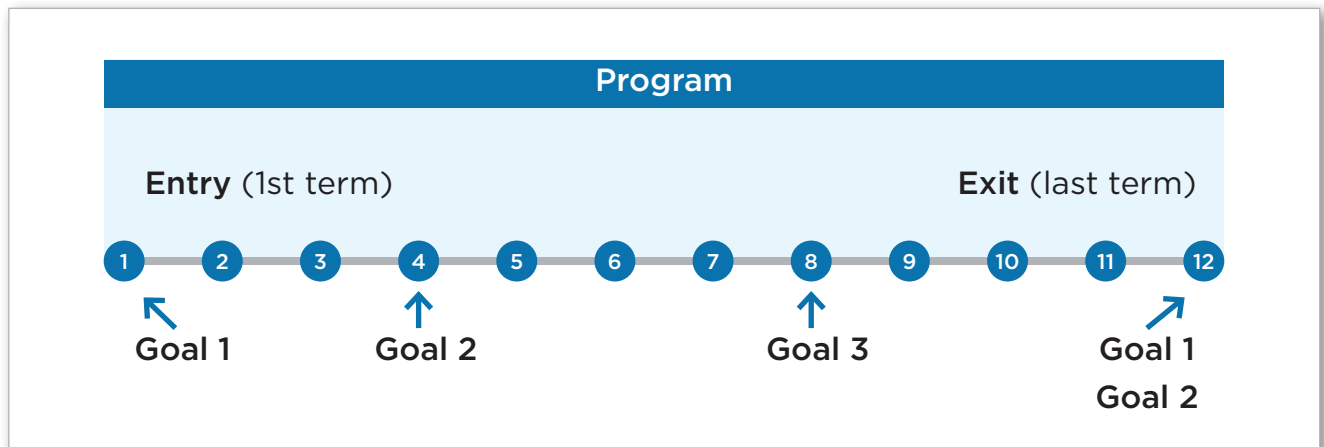 Program
Entry (1st term) Exit (last term)
1 2 3 4 5 6 7 8 9 10 11 12
Goal 1 Goal 2 Goal 3 Goal 1
Goal 2